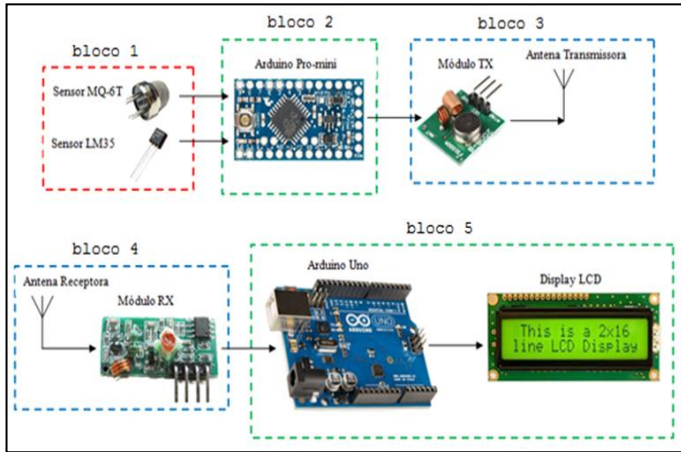 bloco 1
bloco 2
bloco 3
Sensor MQ-6T
Sensor LM35
Arduino Pro-mini
Módulo TX
Antena Transmissora
bloco 4
bloco 5
Antena Receptora
Módulo RX
Arduino Uno
UNO
Display LCD
This is a 2x16
line LCD Display